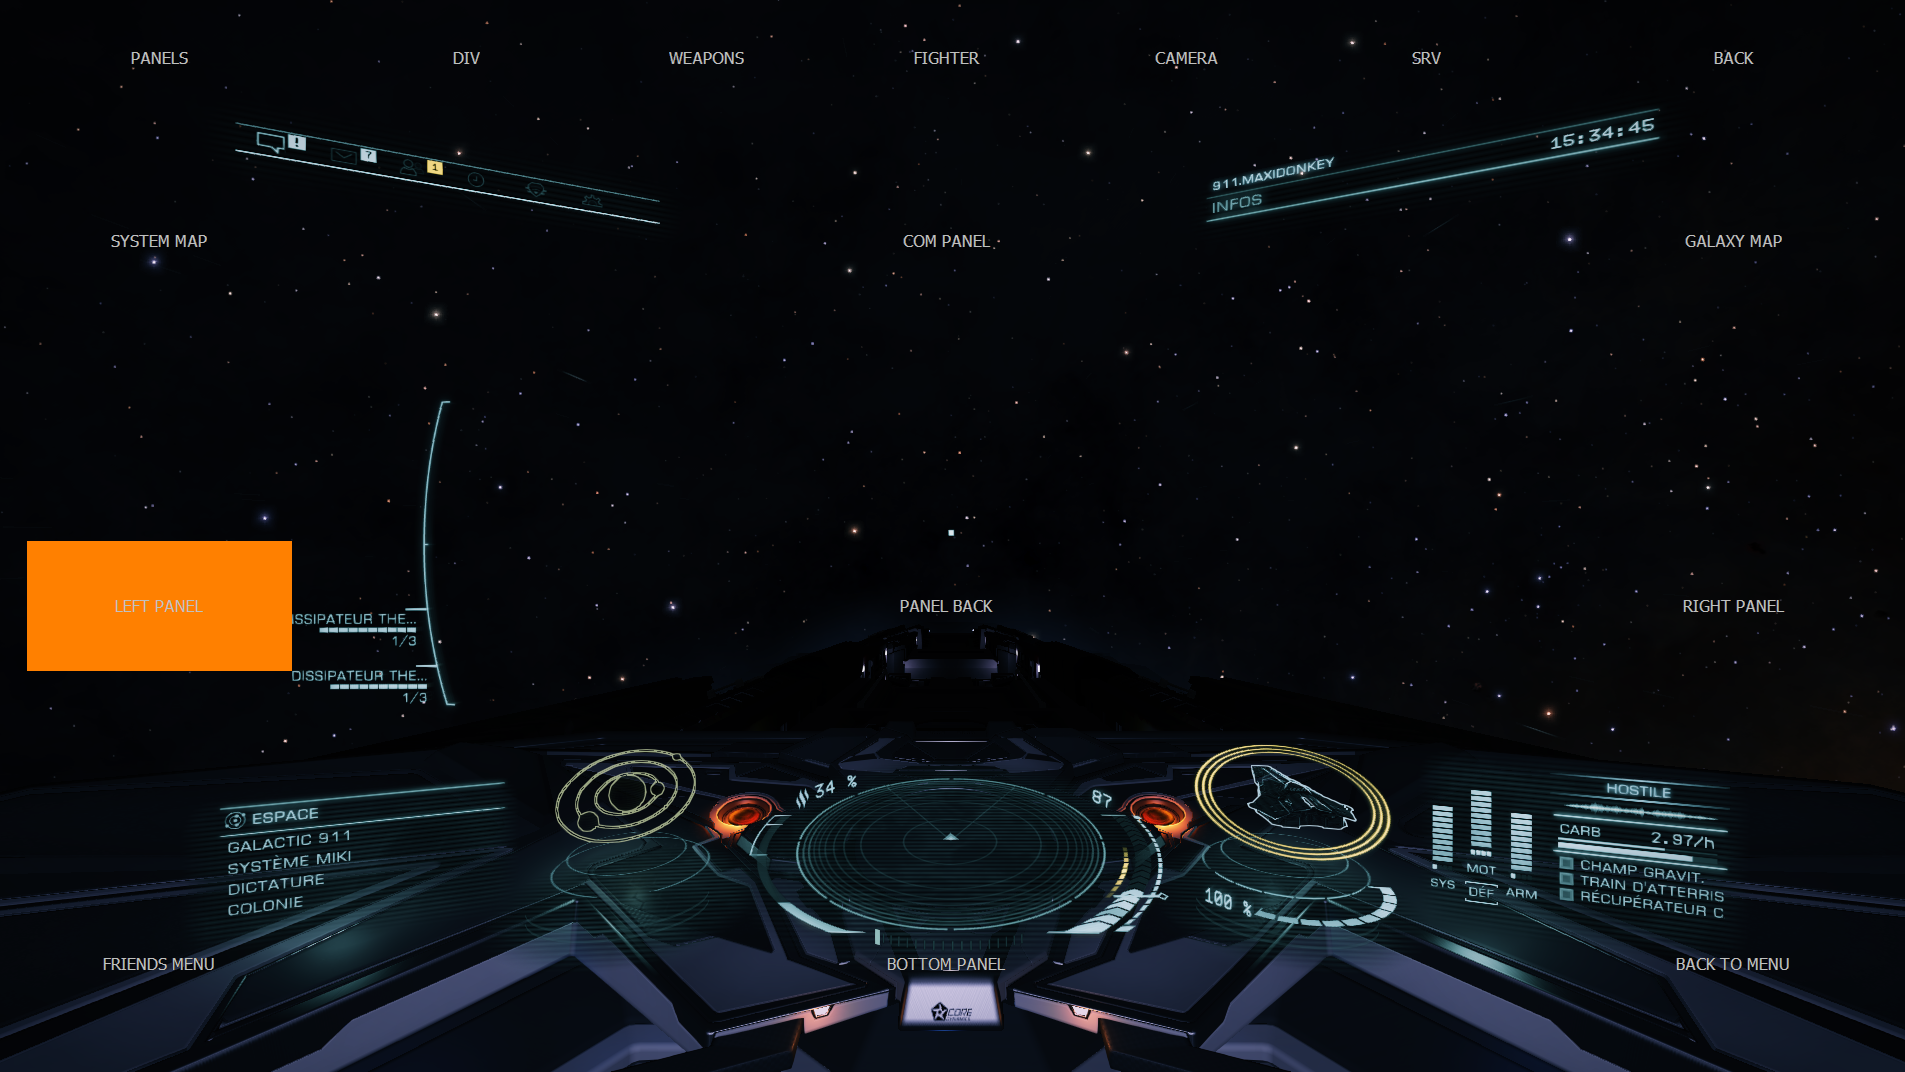 PANELS DIV WEAPONS FIGHTER CAMERA SRV BACK
! ? 1
15:34:45
911.MAXIDONKEY
INFOS
SYSTEM MAP COM PANEL GALAXY MAP
LEFT PANEL PANEL BACK RIGHT PANEL
ISSIPATEUR THE...
1/3
DISSIPATEUR THE...
1/3
34 %
87
ESPACE
GALACTIC 911
SYSTÈME MIKI
DICTATURE
COLONIE
100 %
SYS MOT ARM
DÉF
HOSTILE
CARB 2.97/h
CHAMP GRAVIT.
TRAIN D'ATTERRIS
RÉCUPÉRATEUR C
FRIENDS MENU BOTTOM PANEL BACK TO MENU
CORE